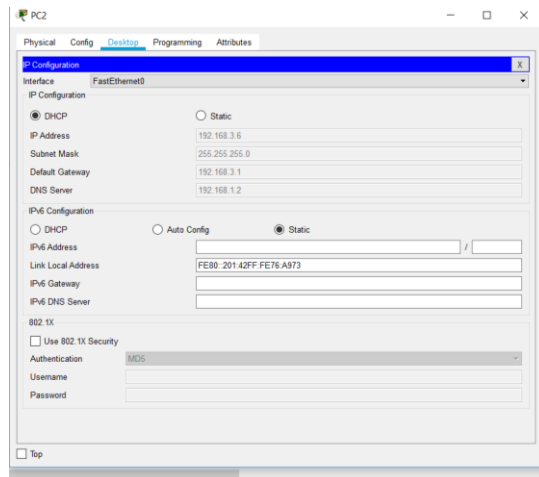 PC2
Physical Config Desktop Programming Attributes
IP Configuration X
Interface FastEthernet0
IP Configuration
DHCP Static
IP Address 192.168.3.6
Subnet Mask 255.255.255.0
Default Gateway 192.168.3.1
DNS Server 192.168.1.2
IPv6 Configuration
DHCP Auto Config Static
IPv6 Address /
Link Local Address FE80::201:42FF:FE76:A973
IPv6 Gateway
IPv6 DNS Server
802.1X
Use 802.1X Security
Authentication MD5
Username
Password
Top